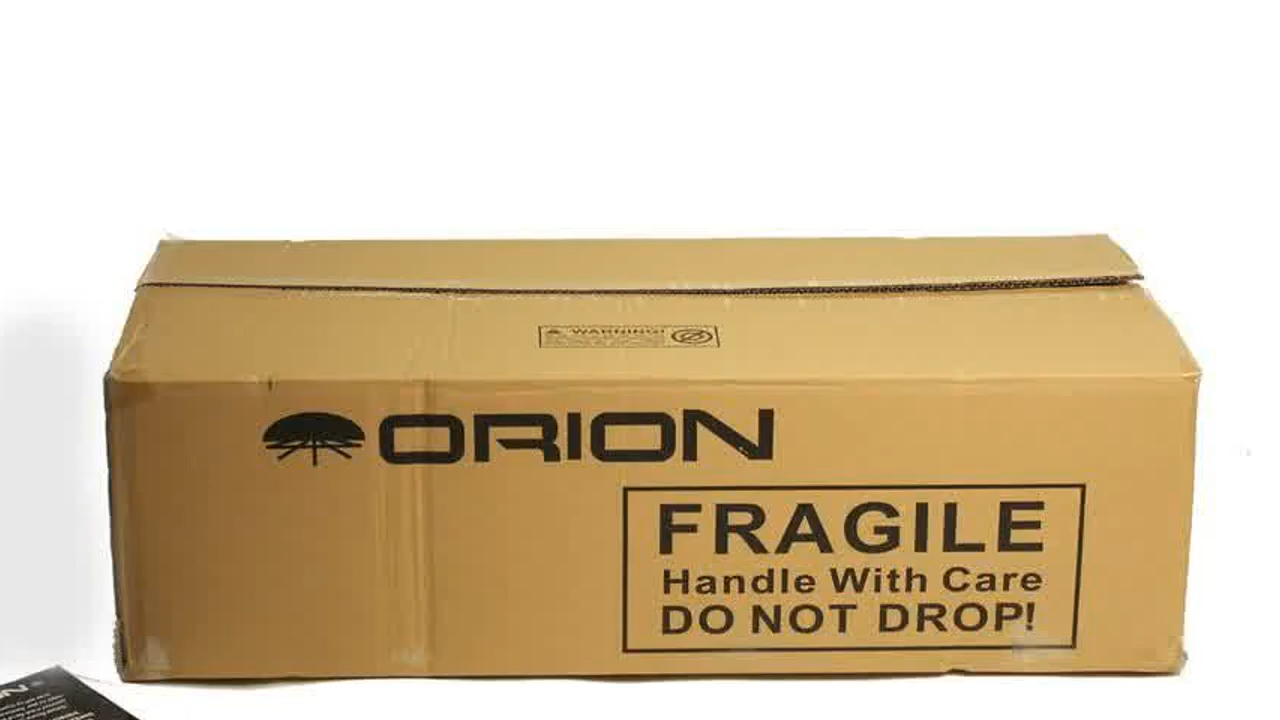 WARNING!
ORION
FRAGILE
Handle With Care
DO NOT DROP!